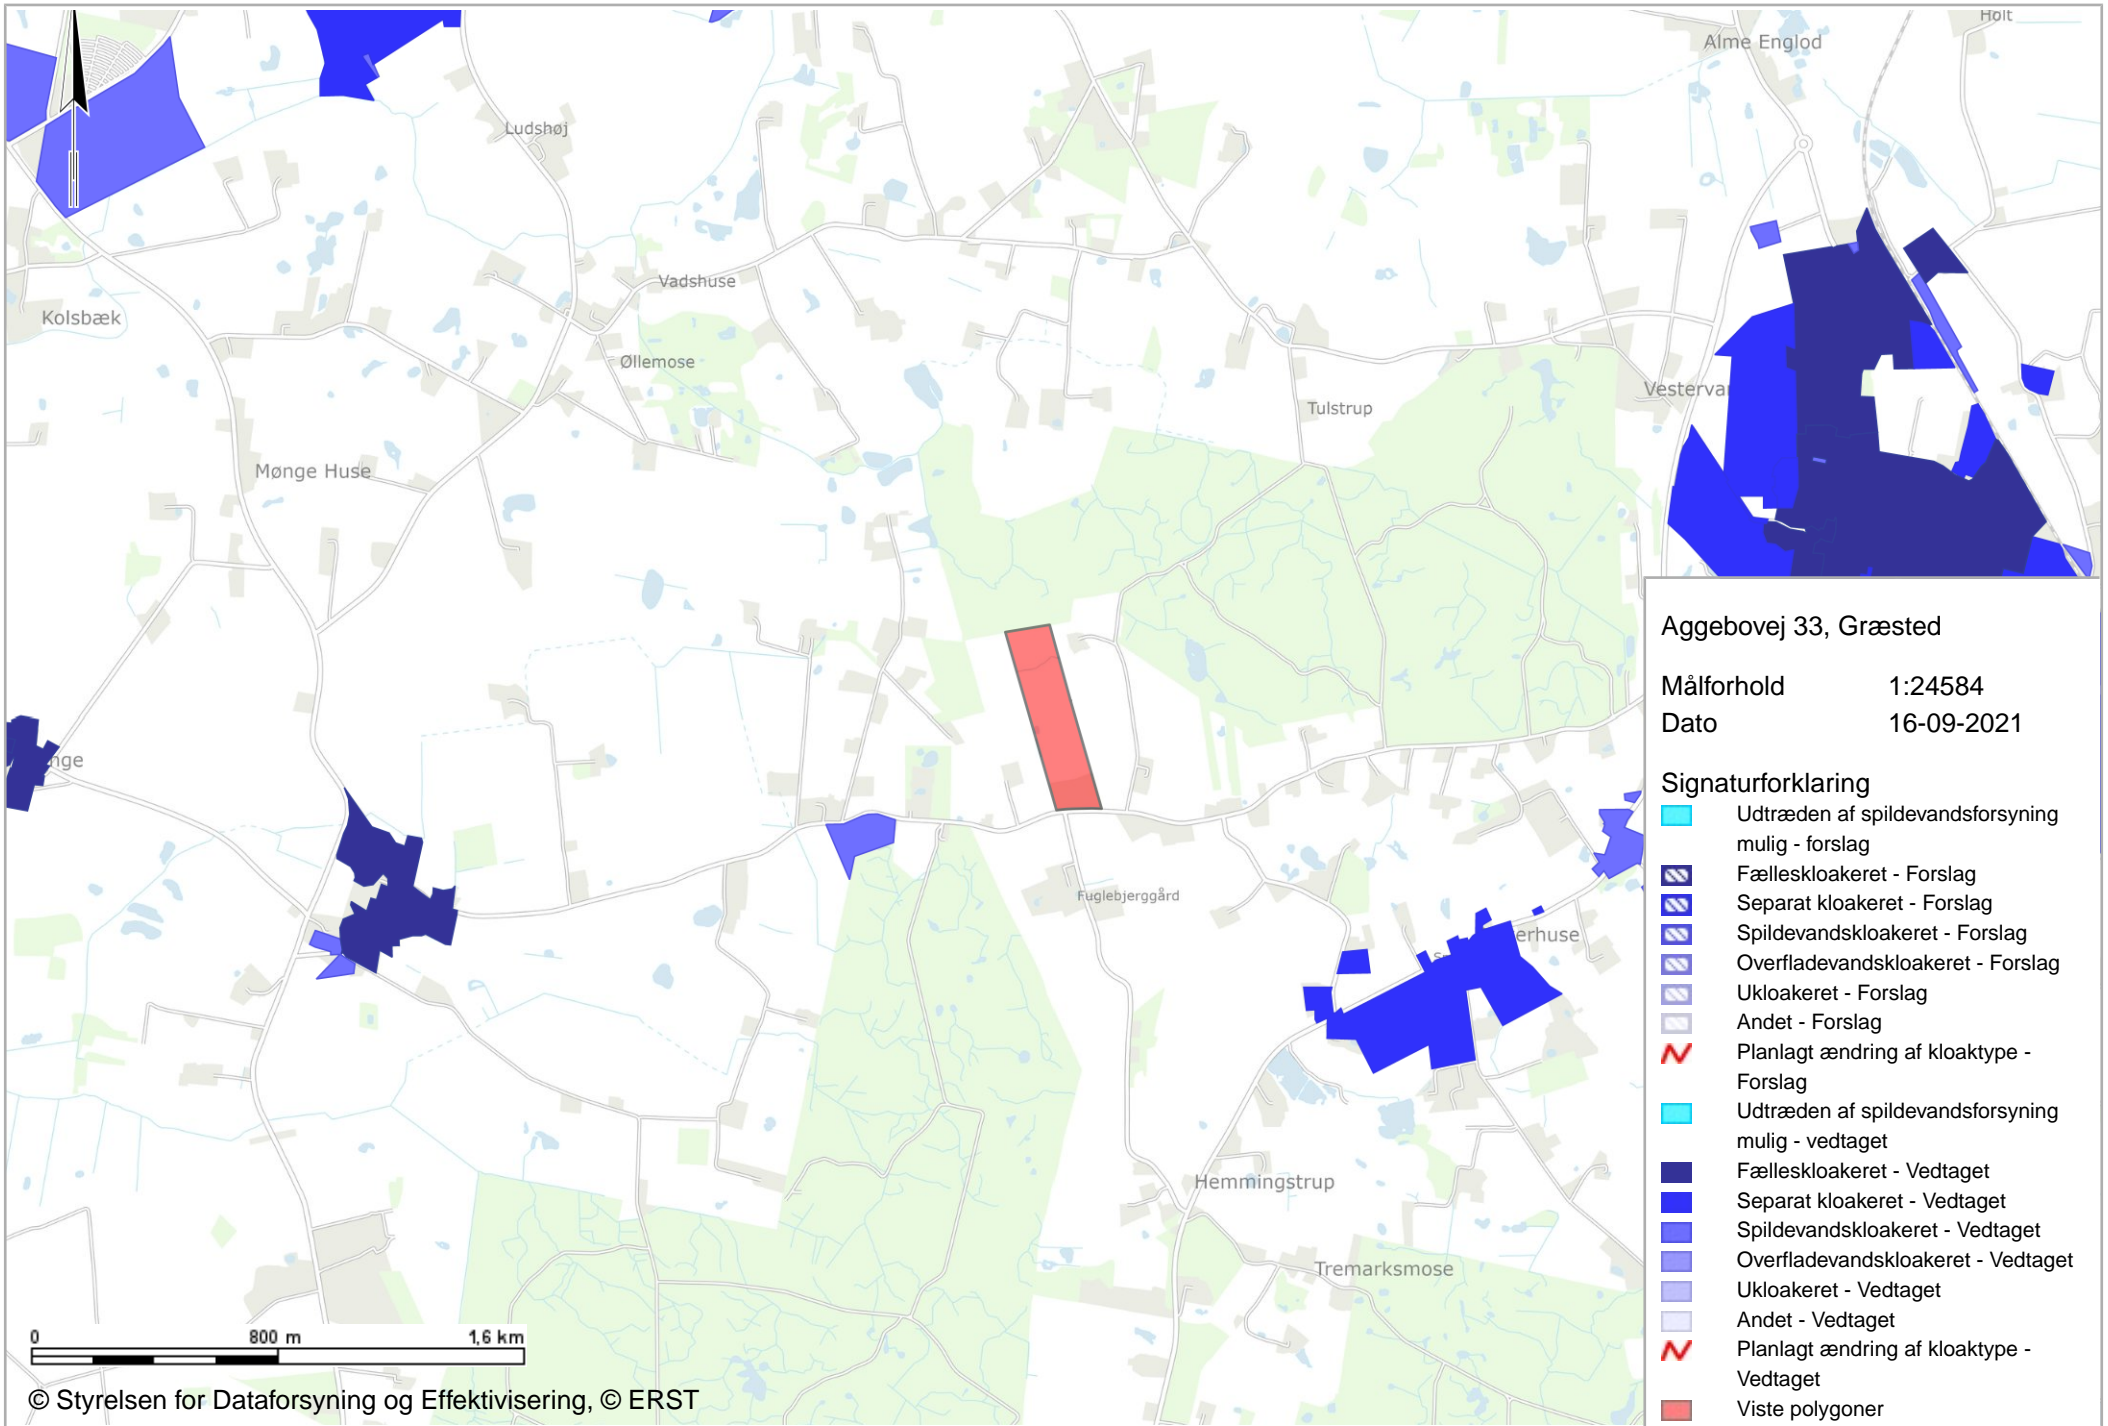 Holt
Alme Englod
Ludshøj
Vadshuse
Kolsbæk
Øllemose
Vestervan
Tulstrup
Mønge Huse
nge
Fuglebjerggård
erhuse
Hemmingstrup
Tremarksmose
0 800 m 1,6 km
© Styrelsen for Dataforsyning og Effektivisering, © ERST
Aggebovej 33, Græsted
Målforhold 1:24584
Dato 16-09-2021
Signaturforklaring
Udtræden af spildevandsforsyning
mulig - forslag
Fælleskloakeret - Forslag
Separat kloakeret - Forslag
Spildevandskloakeret - Forslag
Overfladevandskloakeret - Forslag
Ukloakeret - Forslag
Andet - Forslag
Planlagt ændring af kloaktype -
Forslag
Udtræden af spildevandsforsyning
mulig - vedtaget
Fælleskloakeret - Vedtaget
Separat kloakeret - Vedtaget
Spildevandskloakeret - Vedtaget
Overfladevandskloakeret - Vedtaget
Ukloakeret - Vedtaget
Andet - Vedtaget
Planlagt ændring af kloaktype -
Vedtaget
Viste polygoner